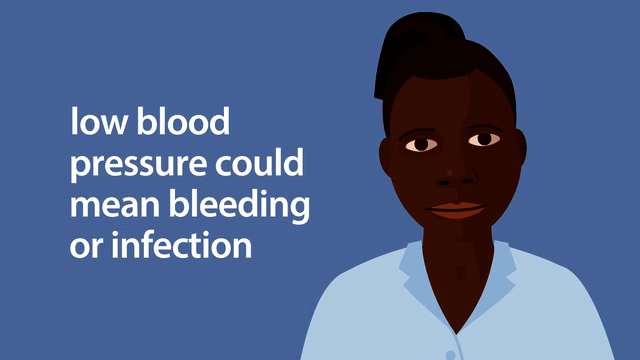 low blood
pressure could
mean bleeding
or infection